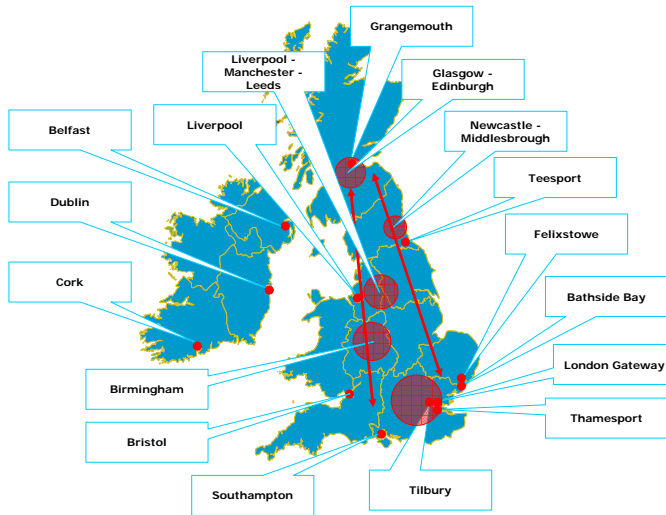 Grangemouth
Liverpool -
Manchester -
Leeds
Glasgow -
Edinburgh
Belfast
Liverpool
Newcastle -
Middlesbrough
Dublin
Teesport
Felixstowe
Cork
Bathside Bay
London Gateway
Birmingham
Thamesport
Bristol
Southampton
Tilbury